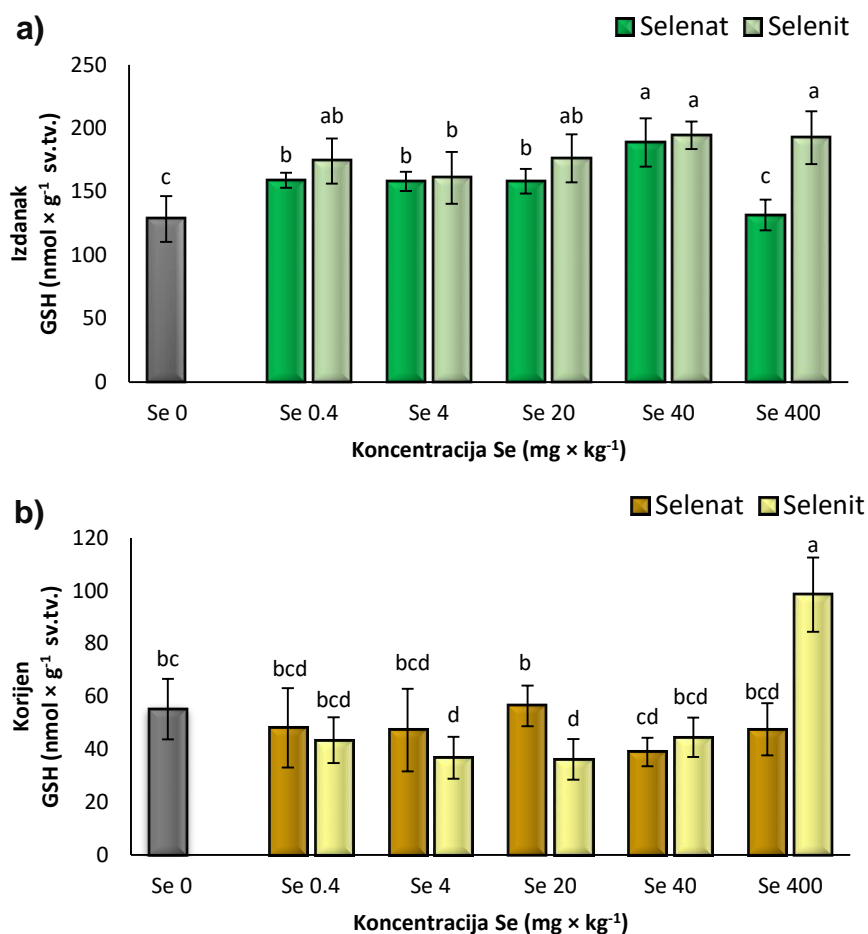 a)
Selenat Selenit
Izdanak
GSH (nmol × g⁻¹ sv.tv.)
250
200
150
100
50
0
c b ab b b b ab a a c a
Se 0 Se 0.4 Se 4 Se 20 Se 40 Se 400
Koncentracija Se (mg × kg⁻¹)
b)
Selenat Selenit
Korijen
GSH (nmol × g⁻¹ sv.tv.)
120
100
80
60
40
20
0
bc bcd bcd bcd d b d cd bcd bcd a
Se 0 Se 0.4 Se 4 Se 20 Se 40 Se 400
Koncentracija Se (mg × kg⁻¹)